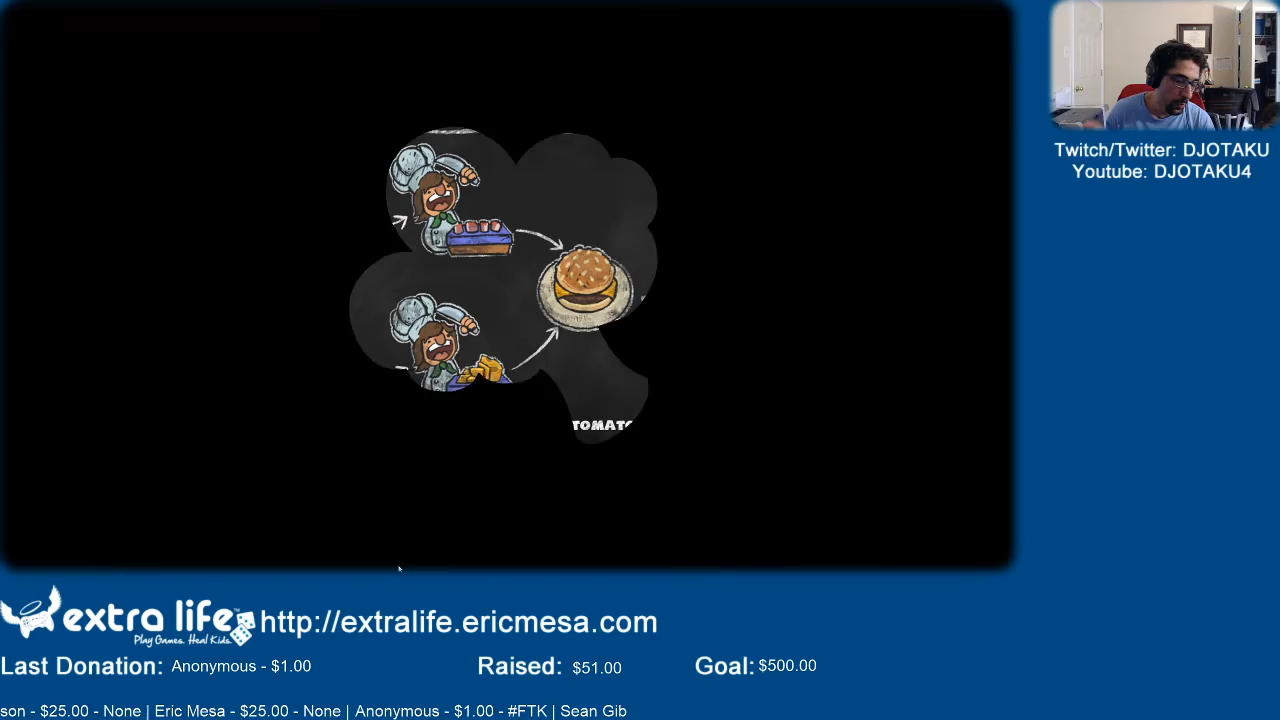 Twitch/Twitter: DJOTAKU
Youtube: DJOTAKU4
TOMATO
extra life
Play Games. Heal Kids.
http://extralife.ericmesa.com
Last Donation: Anonymous - $1.00
Raised: $51.00
Goal: $500.00
son - $25.00 - None | Eric Mesa - $25.00 - None | Anonymous - $1.00 - #FTK | Sean Gib